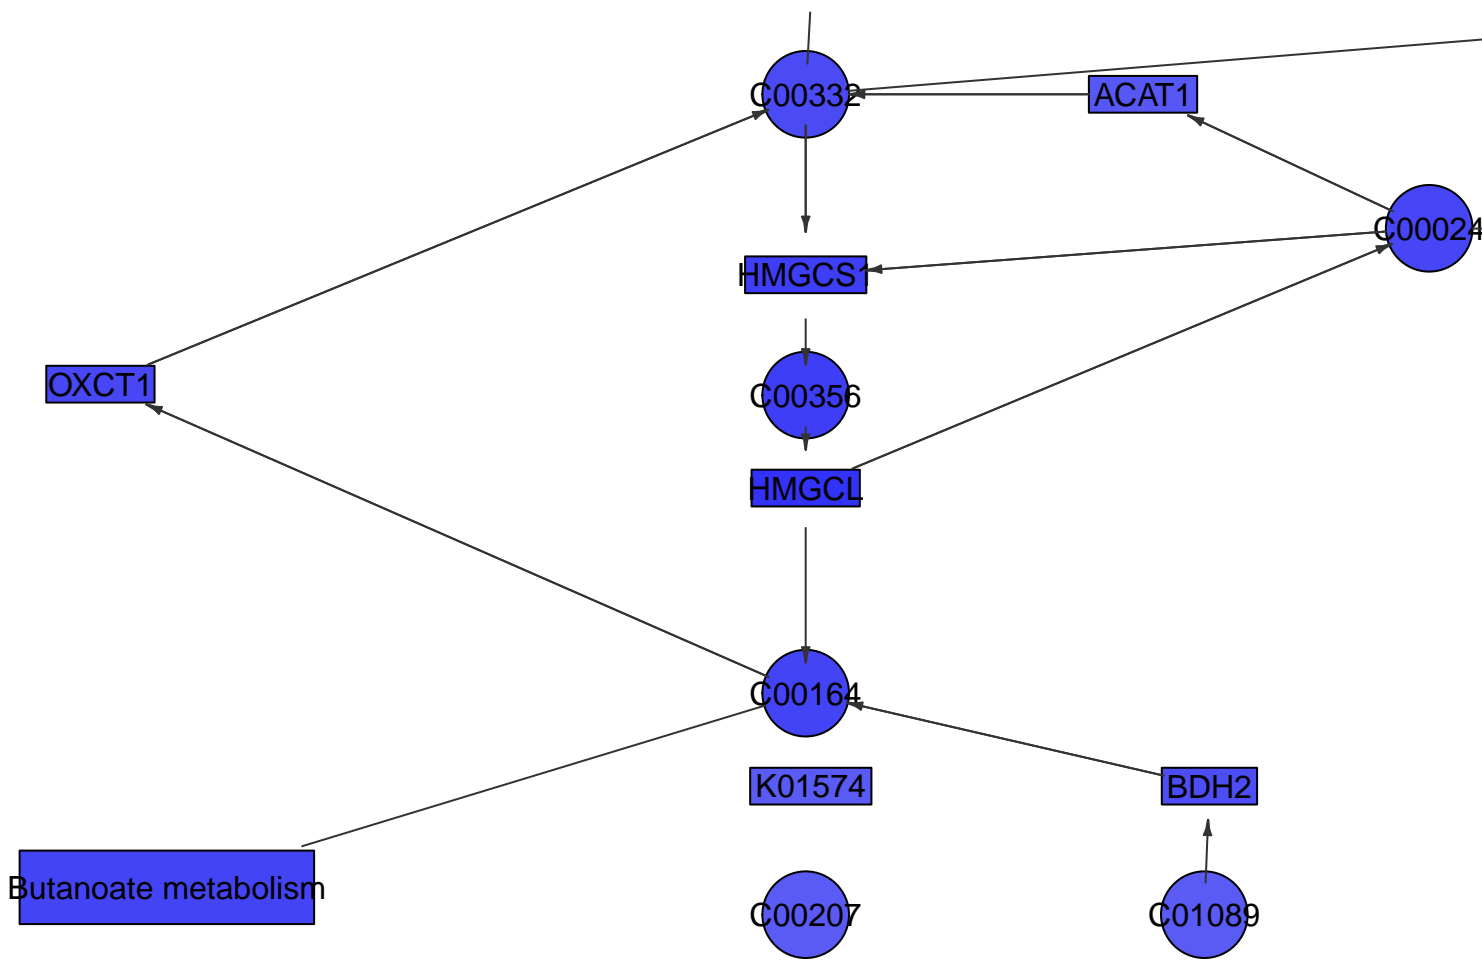 C00332
ACAT1
C00024
HMGCS1
OXCT1
C00356
HMGCL
C00164
K01574
BDH2
Butanoate metabolism
C00207
C01089